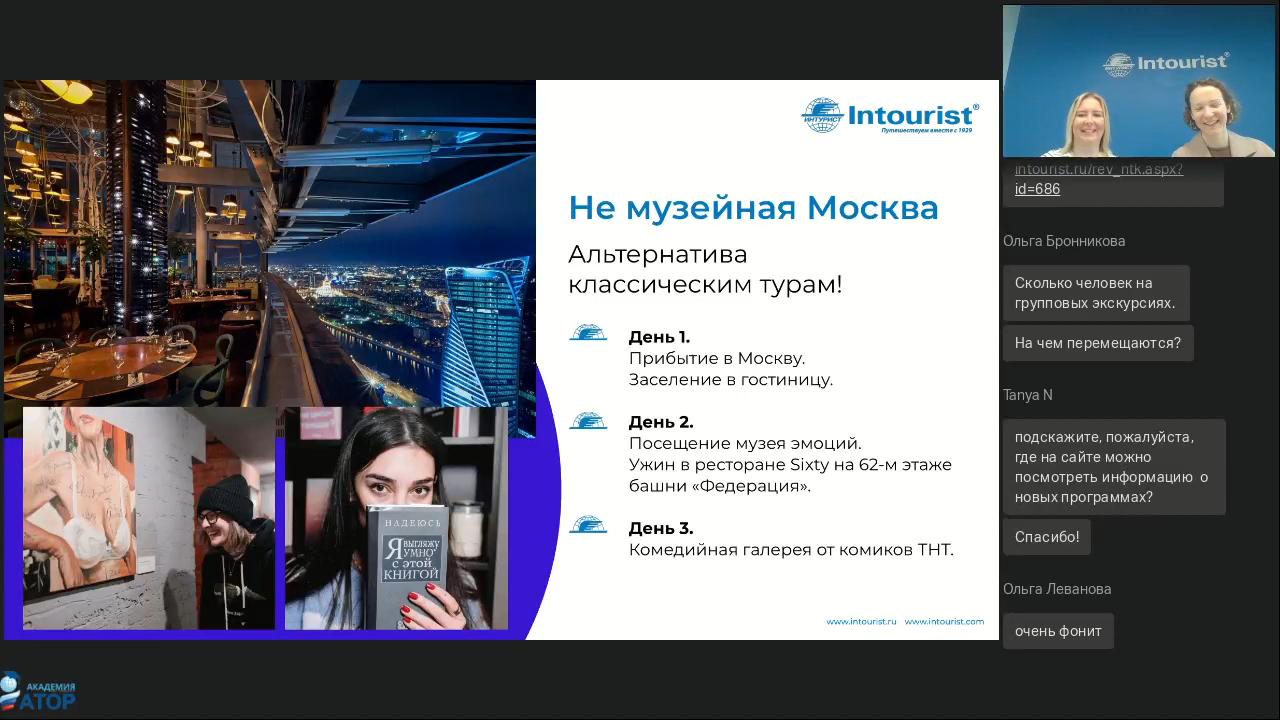 Intourist®
ИНТУРИСТ
Путешествуем вместе с 1929
Не музейная Москва
Альтернатива
классическим турам!
День 1.
Прибытие в Москву.
Заселение в гостиницу.
День 2.
Посещение музея эмоций.
Ужин в ресторане Sixty на 62-м этаже
башни «Федерация».
День 3.
Комедийная галерея от комиков ТНТ.
www.intourist.ru www.intourist.com
НАДЕЮСЬ
Я ВЫГЛЯЖУ
УМНО
С ЭТОЙ
КНИГОЙ
АКАДЕМИЯ
АТОР
Intourist®
intourist.ru/rev_ntk.aspx?
id=686
Ольга Бронникова
Сколько человек на
групповых экскурсиях.
На чем перемещаются?
Tanya N
подскажите, пожалуйста,
где на сайте можно
посмотреть информацию о
новых программах?
Спасибо!
Ольга Леванова
очень фонит